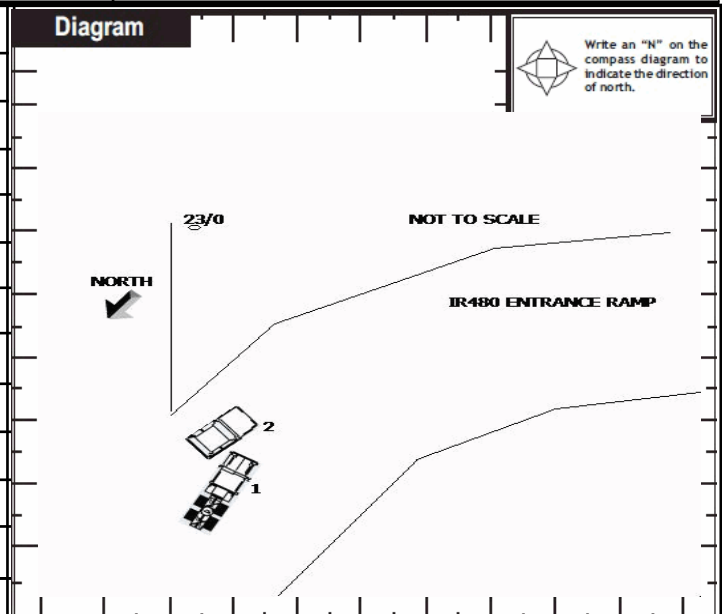 Diagram
Write an "N" on the
compass diagram to
indicate the direction
of north.
23/0
NOT TO SCALE
NORTH
IR480 ENTRANCE RAMP
2
1